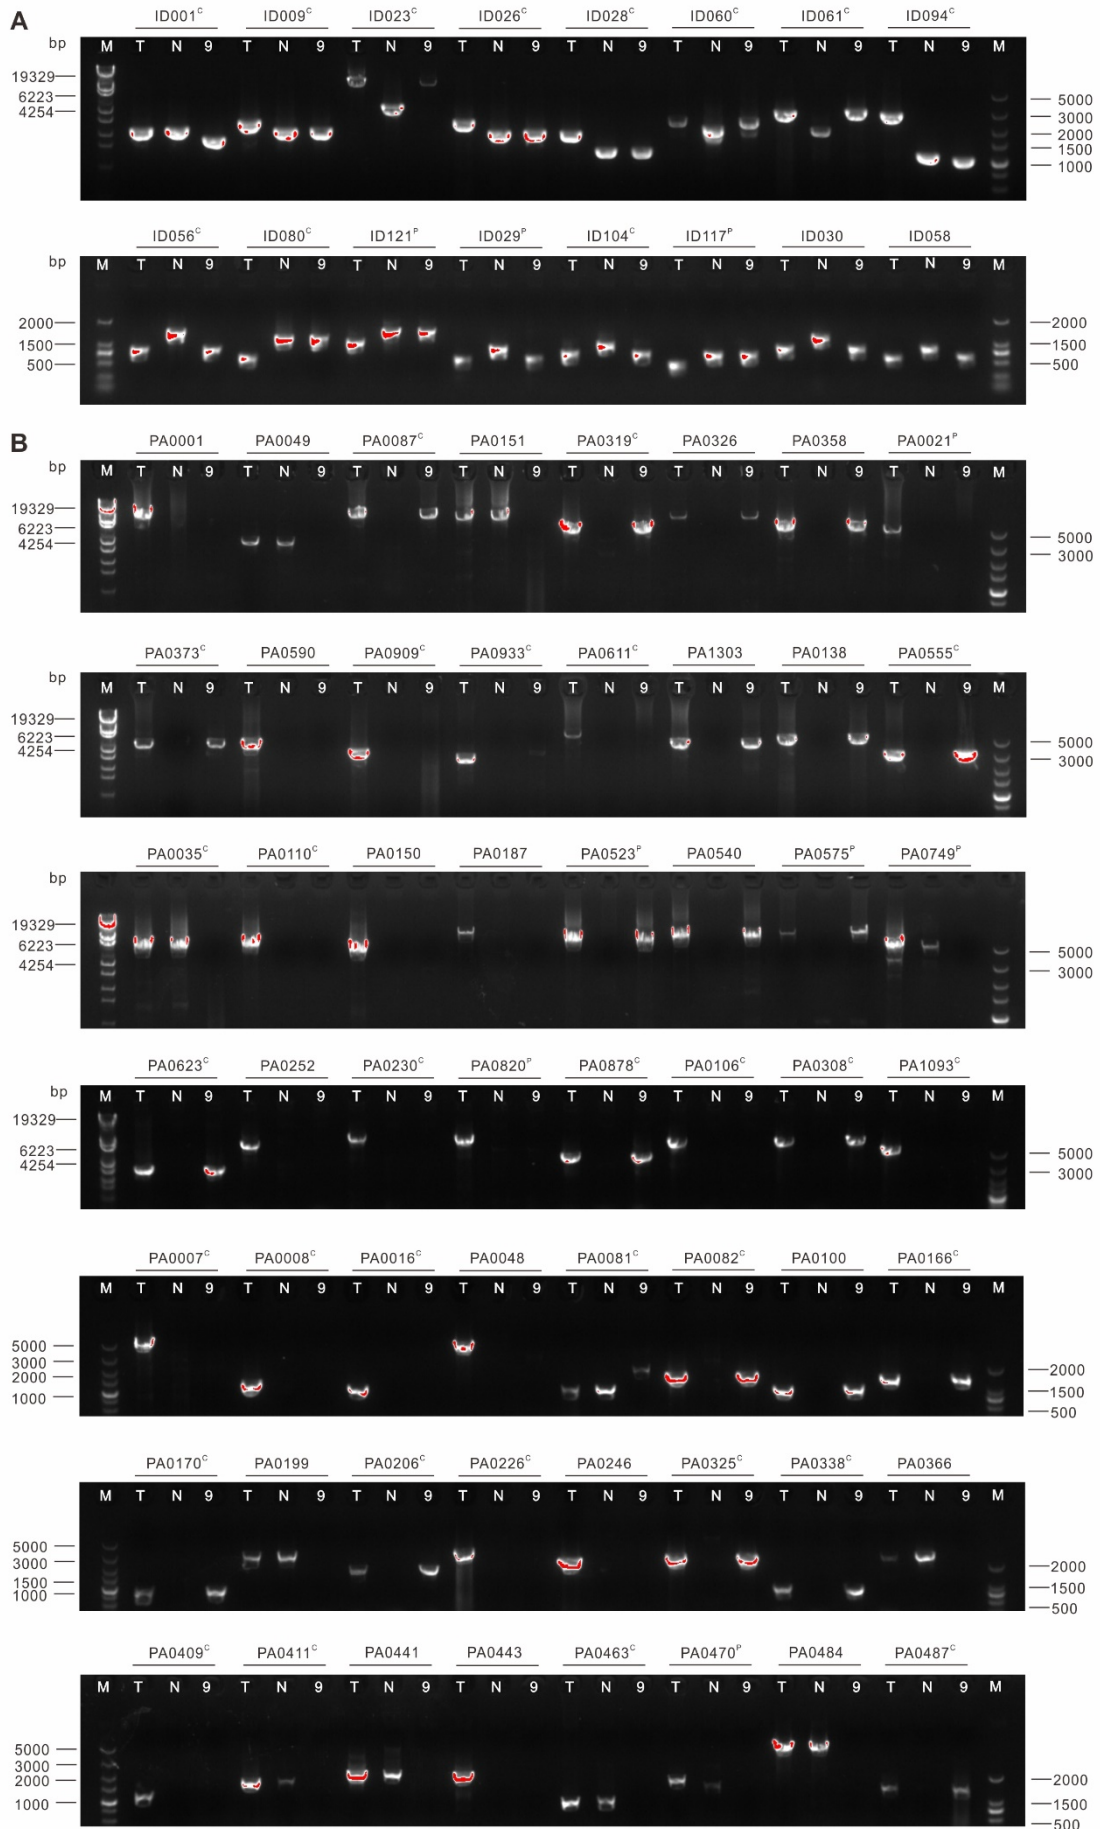 A
ID001C ID009C ID023C ID026C ID028C ID060C ID061C ID094C
bp M T N 9 T N 9 T N 9 T N 9 T N 9 T N 9 T N 9 T N 9 M
19329
6223
4254
5000
3000
2000
1500
1000
ID056C ID080C ID121P ID029P ID104C ID117P ID030 ID058
bp M T N 9 T N 9 T N 9 T N 9 T N 9 T N 9 T N 9 T N 9 M
2000 2000
1500 1500
500 500
B
PA0001 PA0049 PA0087C PA0151 PA0319C PA0326 PA0358 PA0021P
bp M T N 9 T N 9 T N 9 T N 9 T N 9 T N 9 T N 9 T N 9 M
19329
6223
4254
5000
3000
PA0373C PA0590 PA0909C PA0933C PA0611C PA1303 PA0138 PA0555C
bp M T N 9 T N 9 T N 9 T N 9 T N 9 T N 9 T N 9 T N 9 M
19329
6223
4254
5000
3000
PA0035C PA0110C PA0150 PA0187 PA0523P PA0540 PA0575P PA0749P
bp M T N 9 T N 9 T N 9 T N 9 T N 9 T N 9 T N 9 T N 9 M
19329
6223
4254
5000
3000
PA0623C PA0252 PA0230C PA0820P PA0878C PA0106C PA0308C PA1093C
bp M T N 9 T N 9 T N 9 T N 9 T N 9 T N 9 T N 9 T N 9 M
19329
6223
4254
5000
3000
PA0007C PA0008C PA0016C PA0048 PA0081C PA0082C PA0100 PA0166C
M T N 9 T N 9 T N 9 T N 9 T N 9 T N 9 T N 9 T N 9 M
5000
3000
2000
1000
2000
1500
500
PA0170C PA0199 PA0206C PA0226C PA0246 PA0325C PA0338C PA0366
M T N 9 T N 9 T N 9 T N 9 T N 9 T N 9 T N 9 T N 9 M
5000
3000
1500
1000
2000
1500
500
PA0409C PA0411C PA0441 PA0443 PA0463C PA0470P PA0484 PA0487C
M T N 9 T N 9 T N 9 T N 9 T N 9 T N 9 T N 9 T N 9 M
5000
3000
2000
1000
2000
1500
500